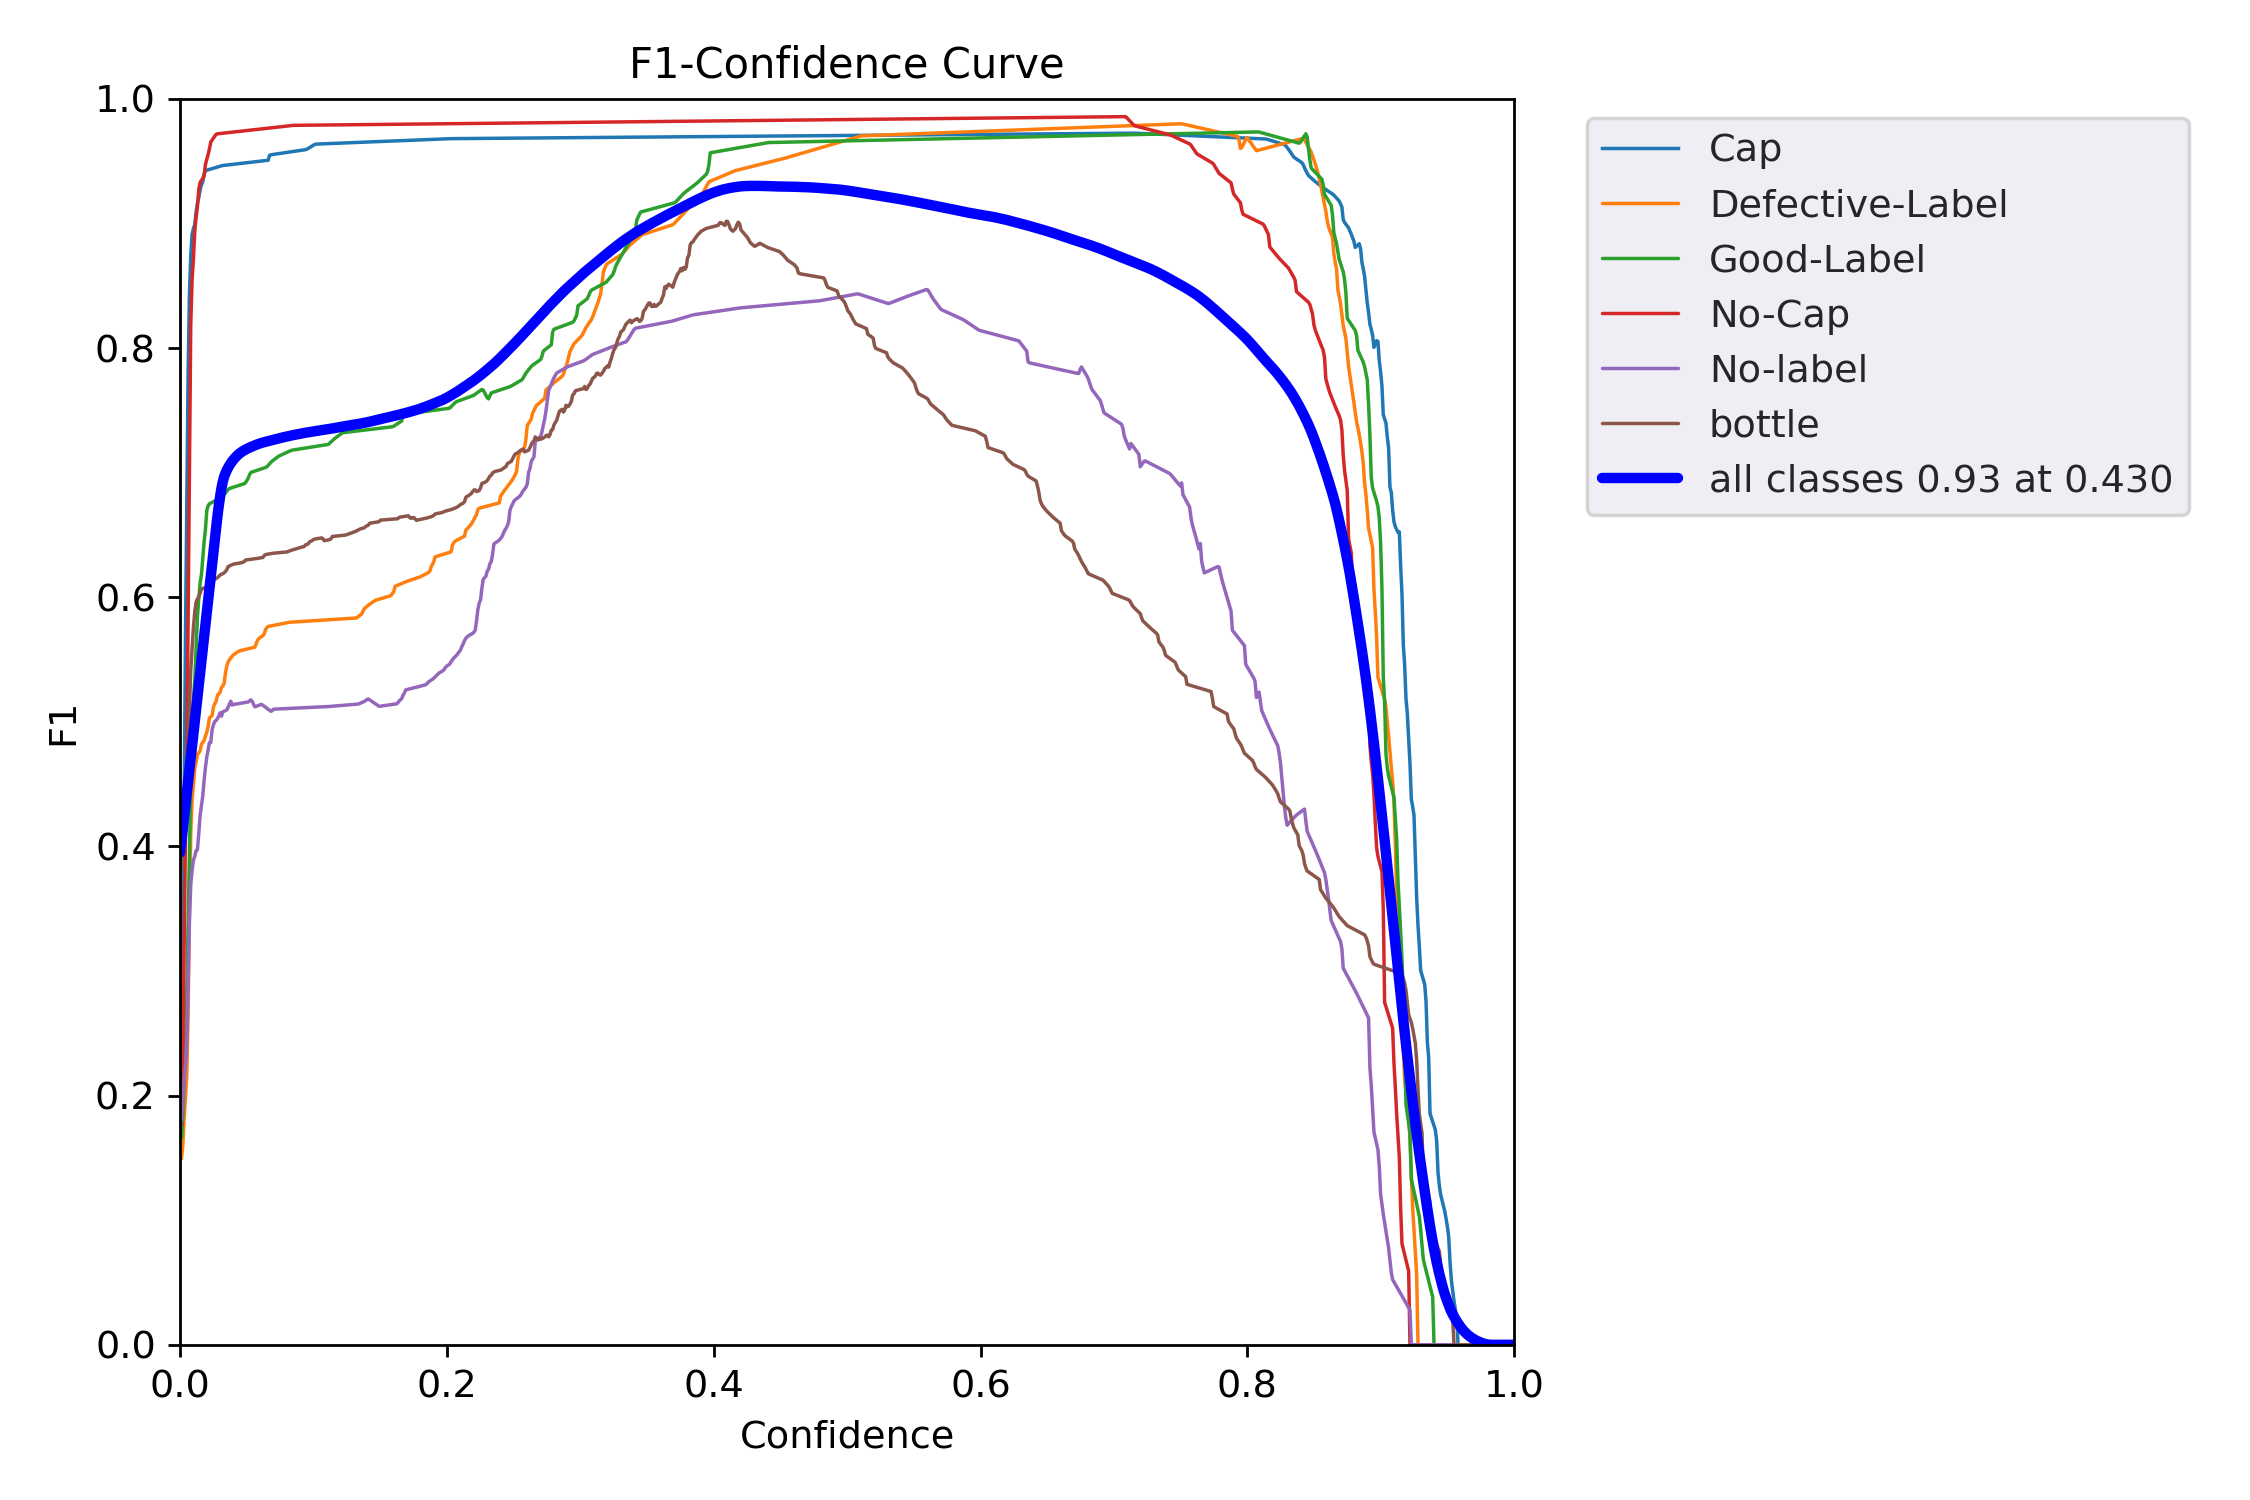 F1-Confidence Curve
1.0
0.8
0.6
0.4
0.2
0.0
F1
0.0 0.2 0.4 0.6 0.8 1.0
Confidence
Cap
Defective-Label
Good-Label
No-Cap
No-label
bottle
all classes 0.93 at 0.430